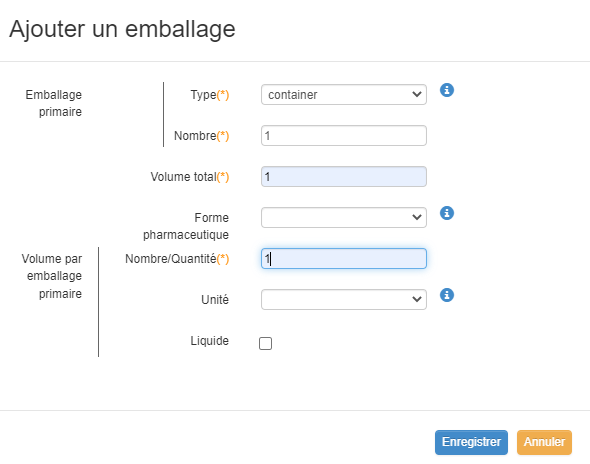 Ajouter un emballage
Emballage
primaire
Type(*)
container
Nombre(*)
1
Volume total(*)
1
Forme
pharmaceutique
Volume par
emballage
primaire
Nombre/Quantité(*)
1
Unité
Liquide
Enregistrer
Annuler